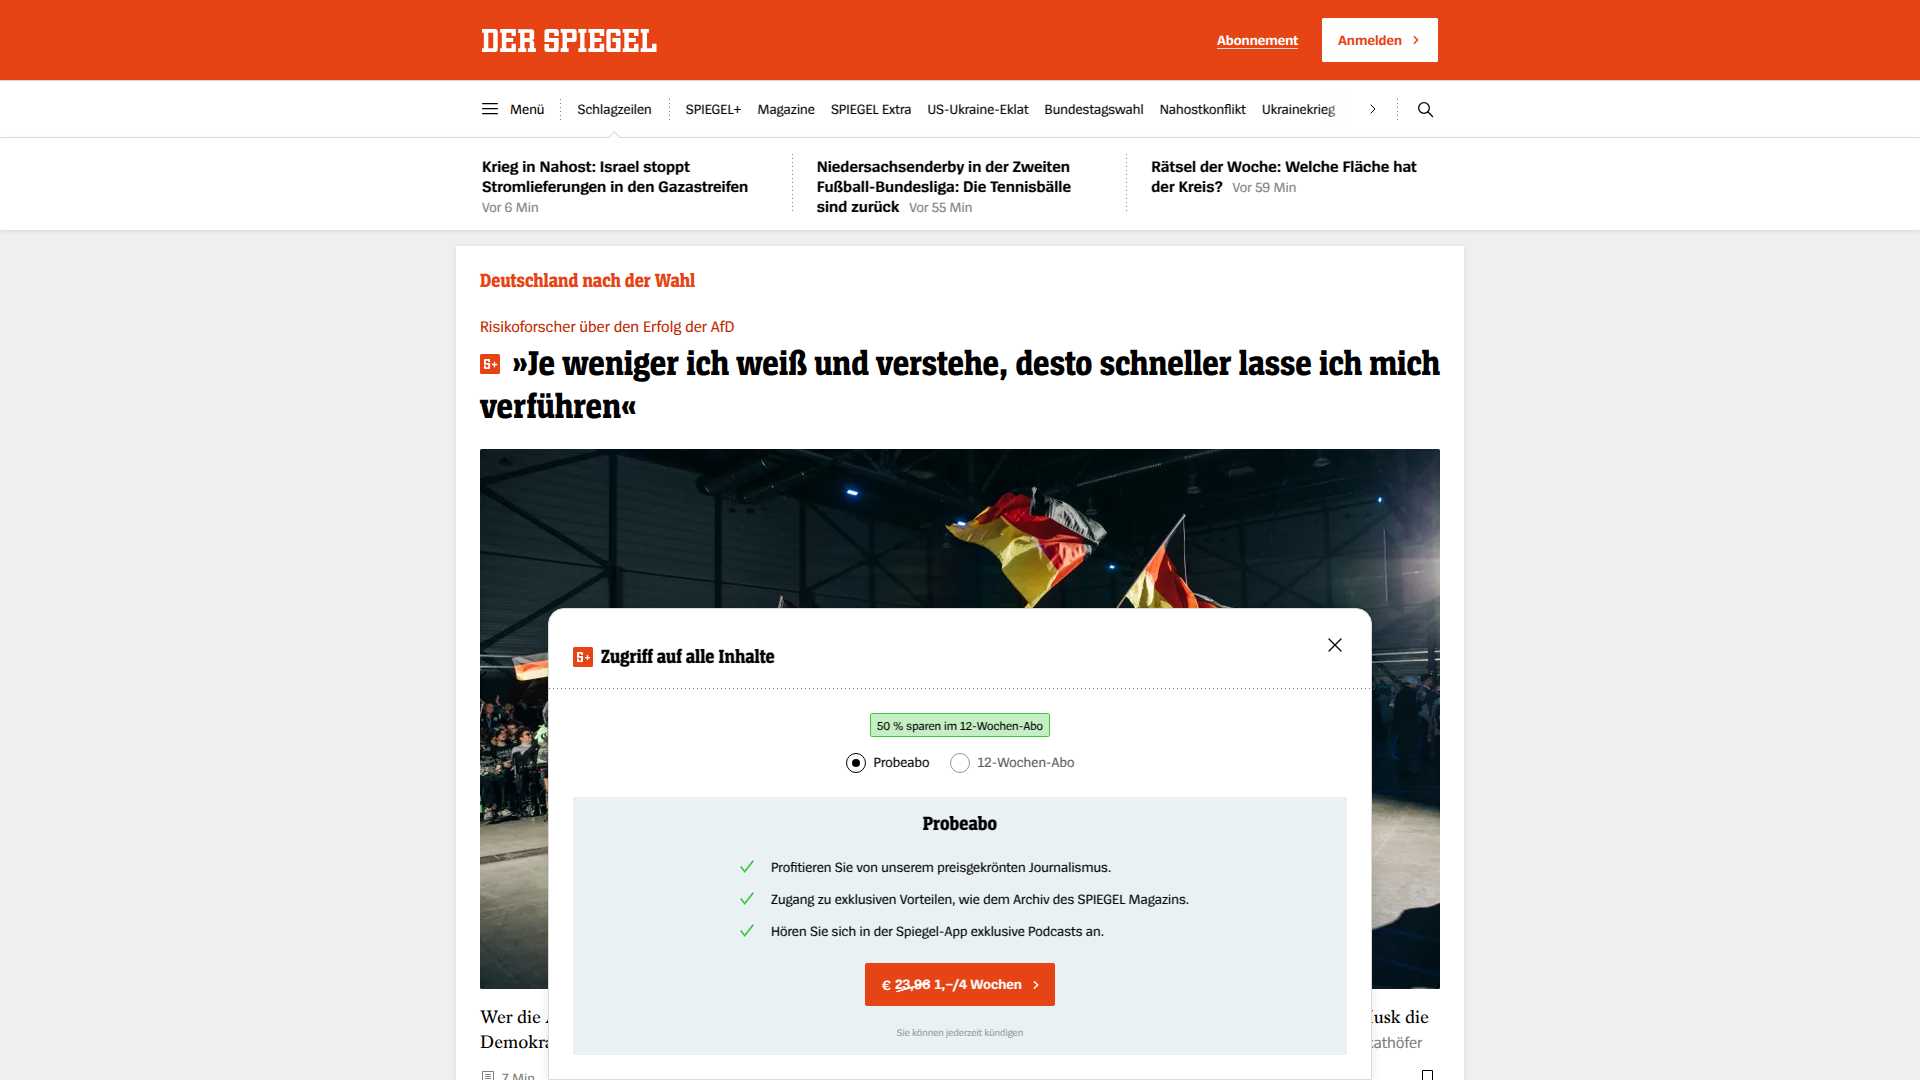 DER SPIEGEL
Abonnement
Anmelden
Menü
Schlagzeilen
SPIEGEL+
Magazine
SPIEGEL Extra
US-Ukraine-Eklat
Bundestagswahl
Nahostkonflikt
Ukrainekrieg
Krieg in Nahost: Israel stoppt
Stromlieferungen in den Gazastreifen
Vor 6 Min
Niedersachsenderby in der Zweiten
Fußball-Bundesliga: Die Tennisbälle
sind zurück Vor 55 Min
Rätsel der Woche: Welche Fläche hat
der Kreis? Vor 59 Min
Deutschland nach der Wahl
Risikoforscher über den Erfolg der AfD
»Je weniger ich weiß und verstehe, desto schneller lasse ich mich
verführen«
Zugriff auf alle Inhalte
50 % sparen im 12-Wochen-Abo
Probeabo
12-Wochen-Abo
Probeabo
Profitieren Sie von unserem preisgekrönten Journalismus.
Zugang zu exklusiven Vorteilen, wie dem Archiv des SPIEGEL Magazins.
Hören Sie sich in der Spiegel-App exklusive Podcasts an.
€ 23,96 1,–/4 Wochen
Sie können jederzeit kündigen
Wer die
die
7 Min